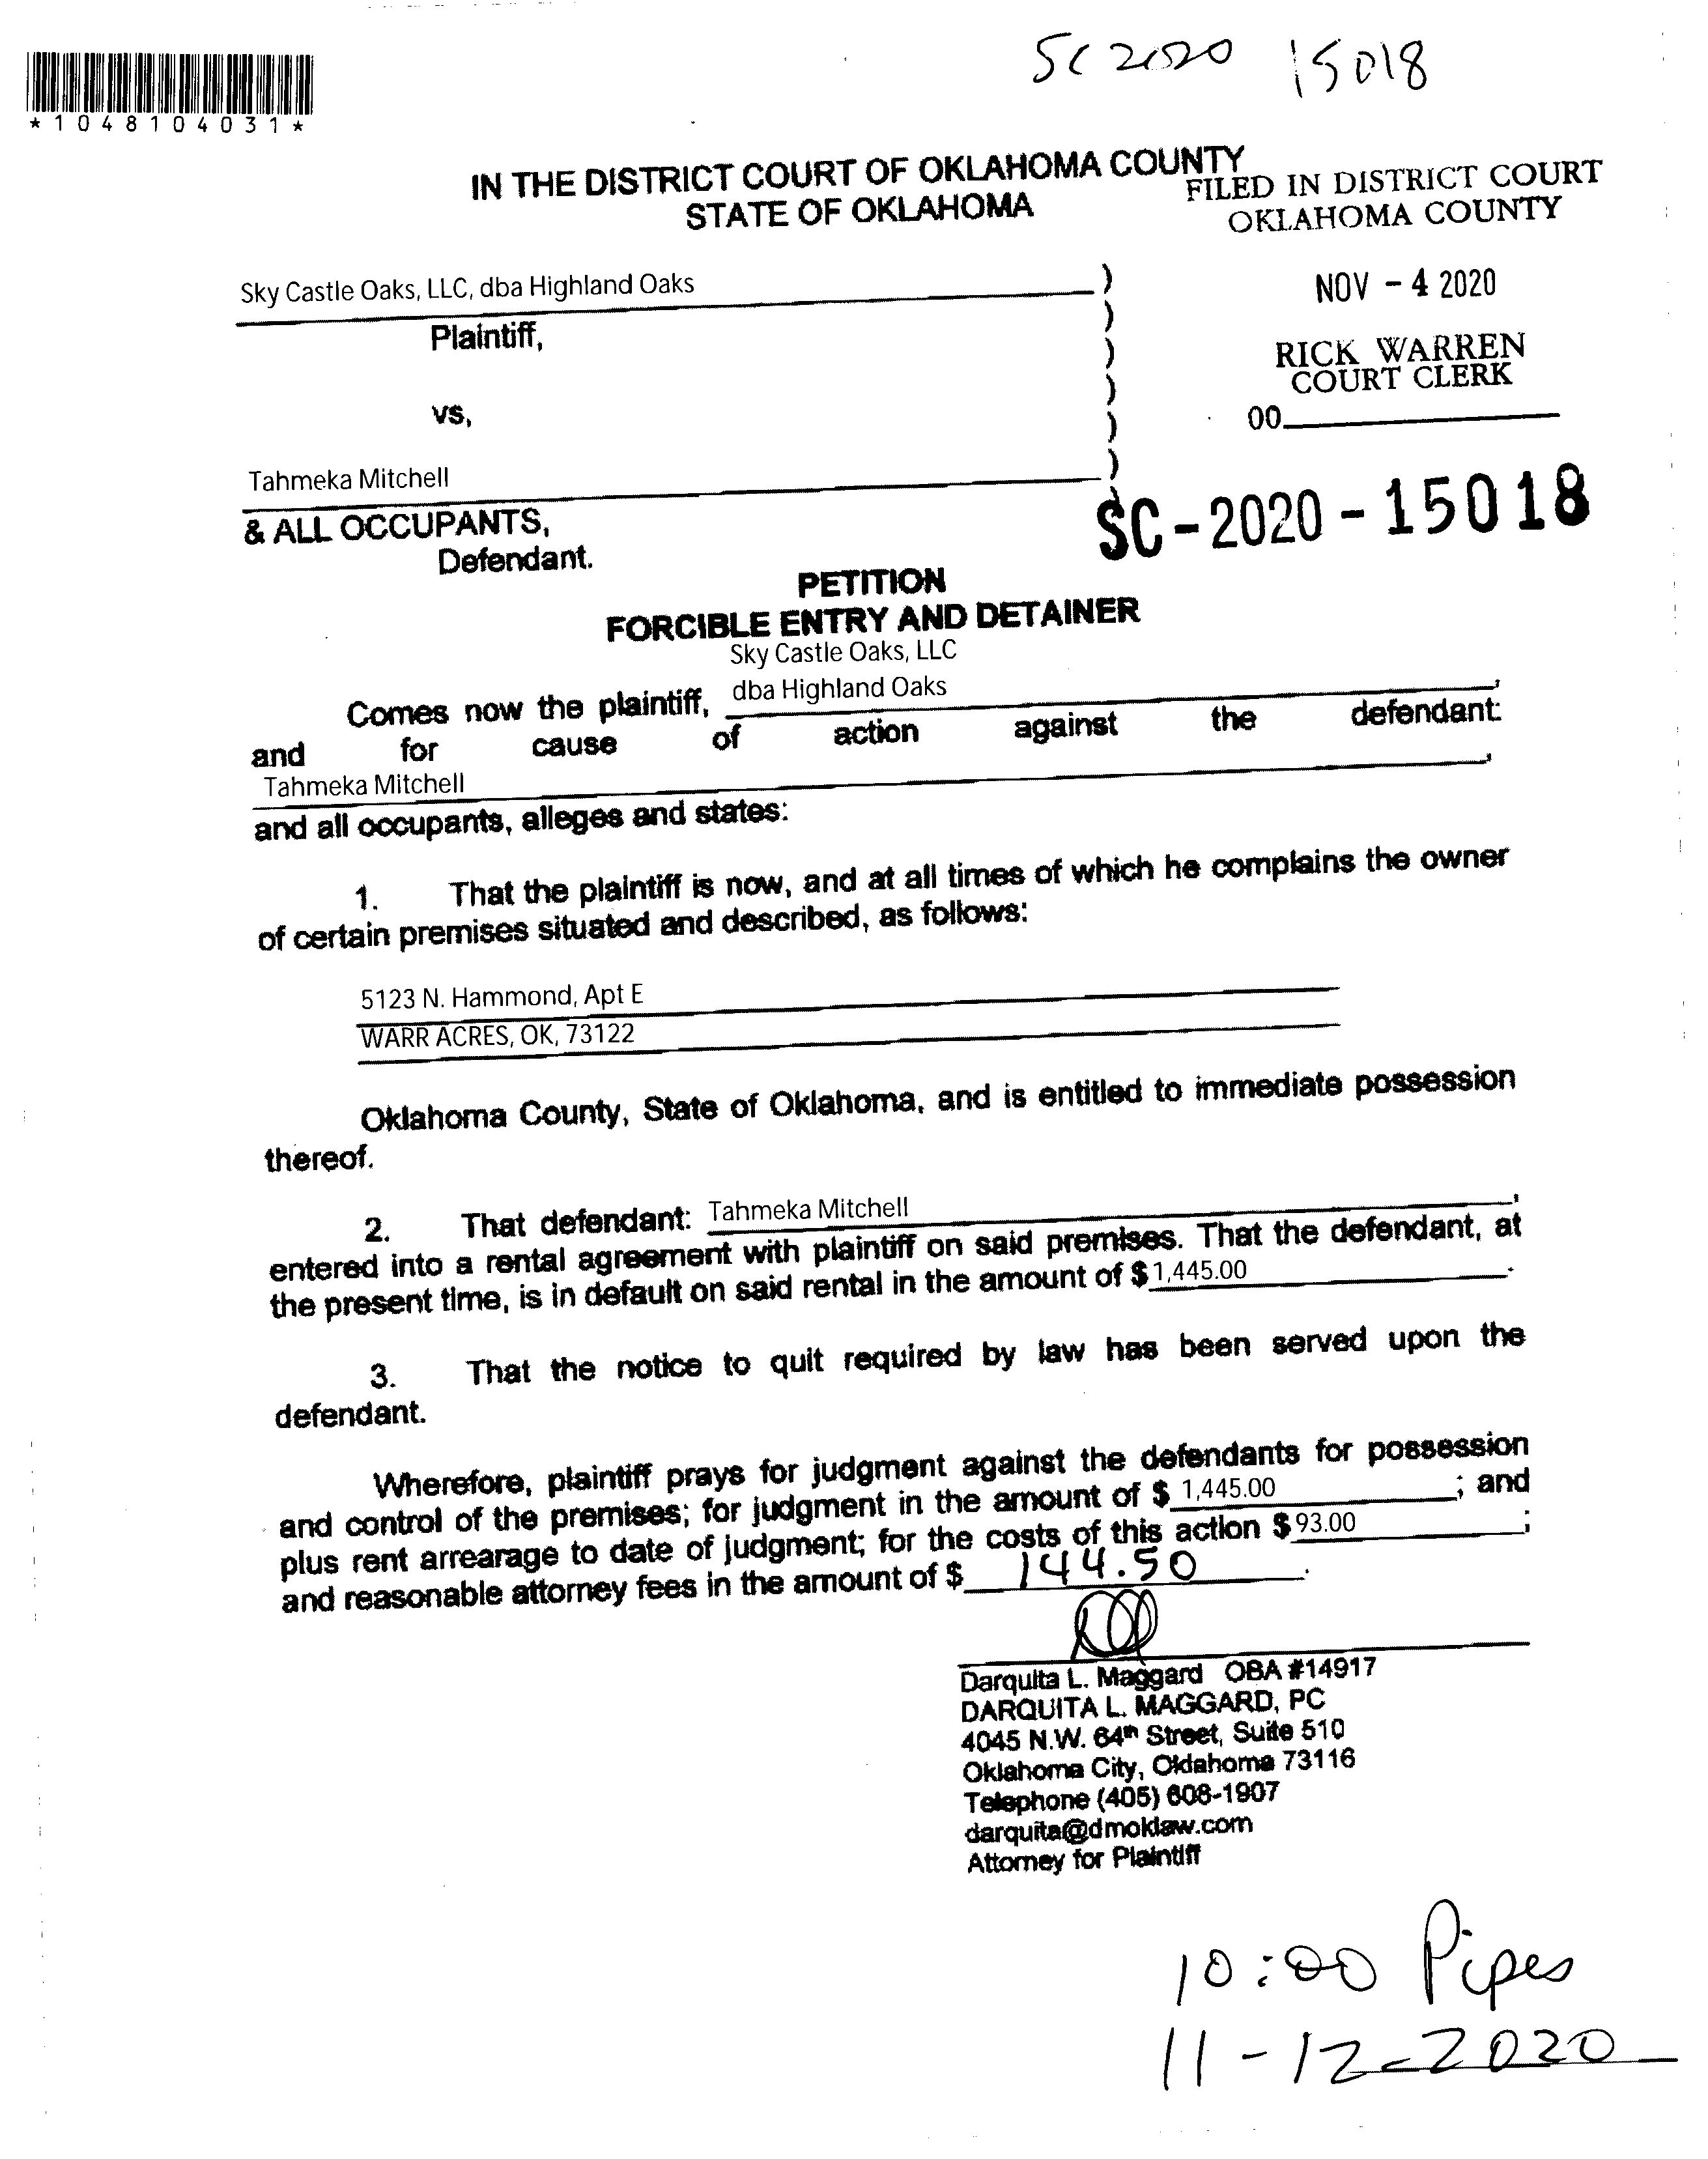 SC 2020 15018
*1048104031*
IN THE DISTRICT COURT OF OKLAHOMA COUNTY
STATE OF OKLAHOMA
FILED IN DISTRICT COURT
OKLAHOMA COUNTY
Sky Castle Oaks, LLC, dba Highland Oaks )
NOV - 4 2020
Plaintiff, )
)
RICK WARREN
COURT CLERK
)
vs, )
00
Tahmeka Mitchell )
& ALL OCCUPANTS,
SC - 2020 - 15018
Defendant.
PETITION
FORCIBLE ENTRY AND DETAINER
Sky Castle Oaks, LLC
Comes now the plaintiff, dba Highland Oaks,
and for cause of action against the defendant:
Tahmeka Mitchell,
and all occupants, alleges and states:
1. That the plaintiff is now, and at all times of which he complains the owner
of certain premises situated and described, as follows:
5123 N. Hammond, Apt E
WARR ACRES, OK, 73122
Oklahoma County, State of Oklahoma, and is entitled to immediate possession
thereof.
2. That defendant: Tahmeka Mitchell,
entered into a rental agreement with plaintiff on said premises. That the defendant, at
the present time, is in default on said rental in the amount of $ 1,445.00.
3. That the notice to quit required by law has been served upon the
defendant.
Wherefore, plaintiff prays for judgment against the defendants for possession
and control of the premises; for judgment in the amount of $ 1,445.00 ; and
plus rent arrearage to date of judgment; for the costs of this action $ 93.00 ;
and reasonable attorney fees in the amount of $ 144.50.
Darquita L. Maggard OBA #14917
DARQUITA L. MAGGARD, PC
4045 N.W. 64th Street, Suite 510
Oklahoma City, Oklahoma 73116
Telephone (405) 608-1907
darquita@dmoklaw.com
Attorney for Plaintiff
10:00 Pipes
11-12-2020